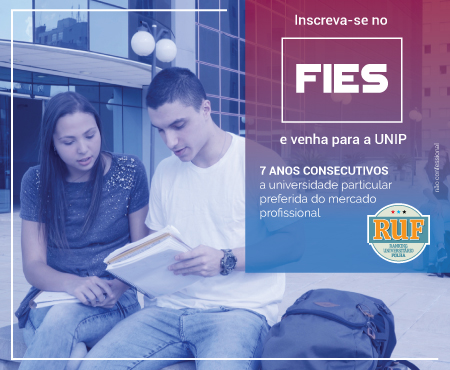 Inscreva-se no
FIES
e venha para a UNIP
7 ANOS CONSECUTIVOS
a universidade particular
preferida do mercado
profissional
não confessional
RUF
RANKING
UNIVERSITÁRIO
FOLHA